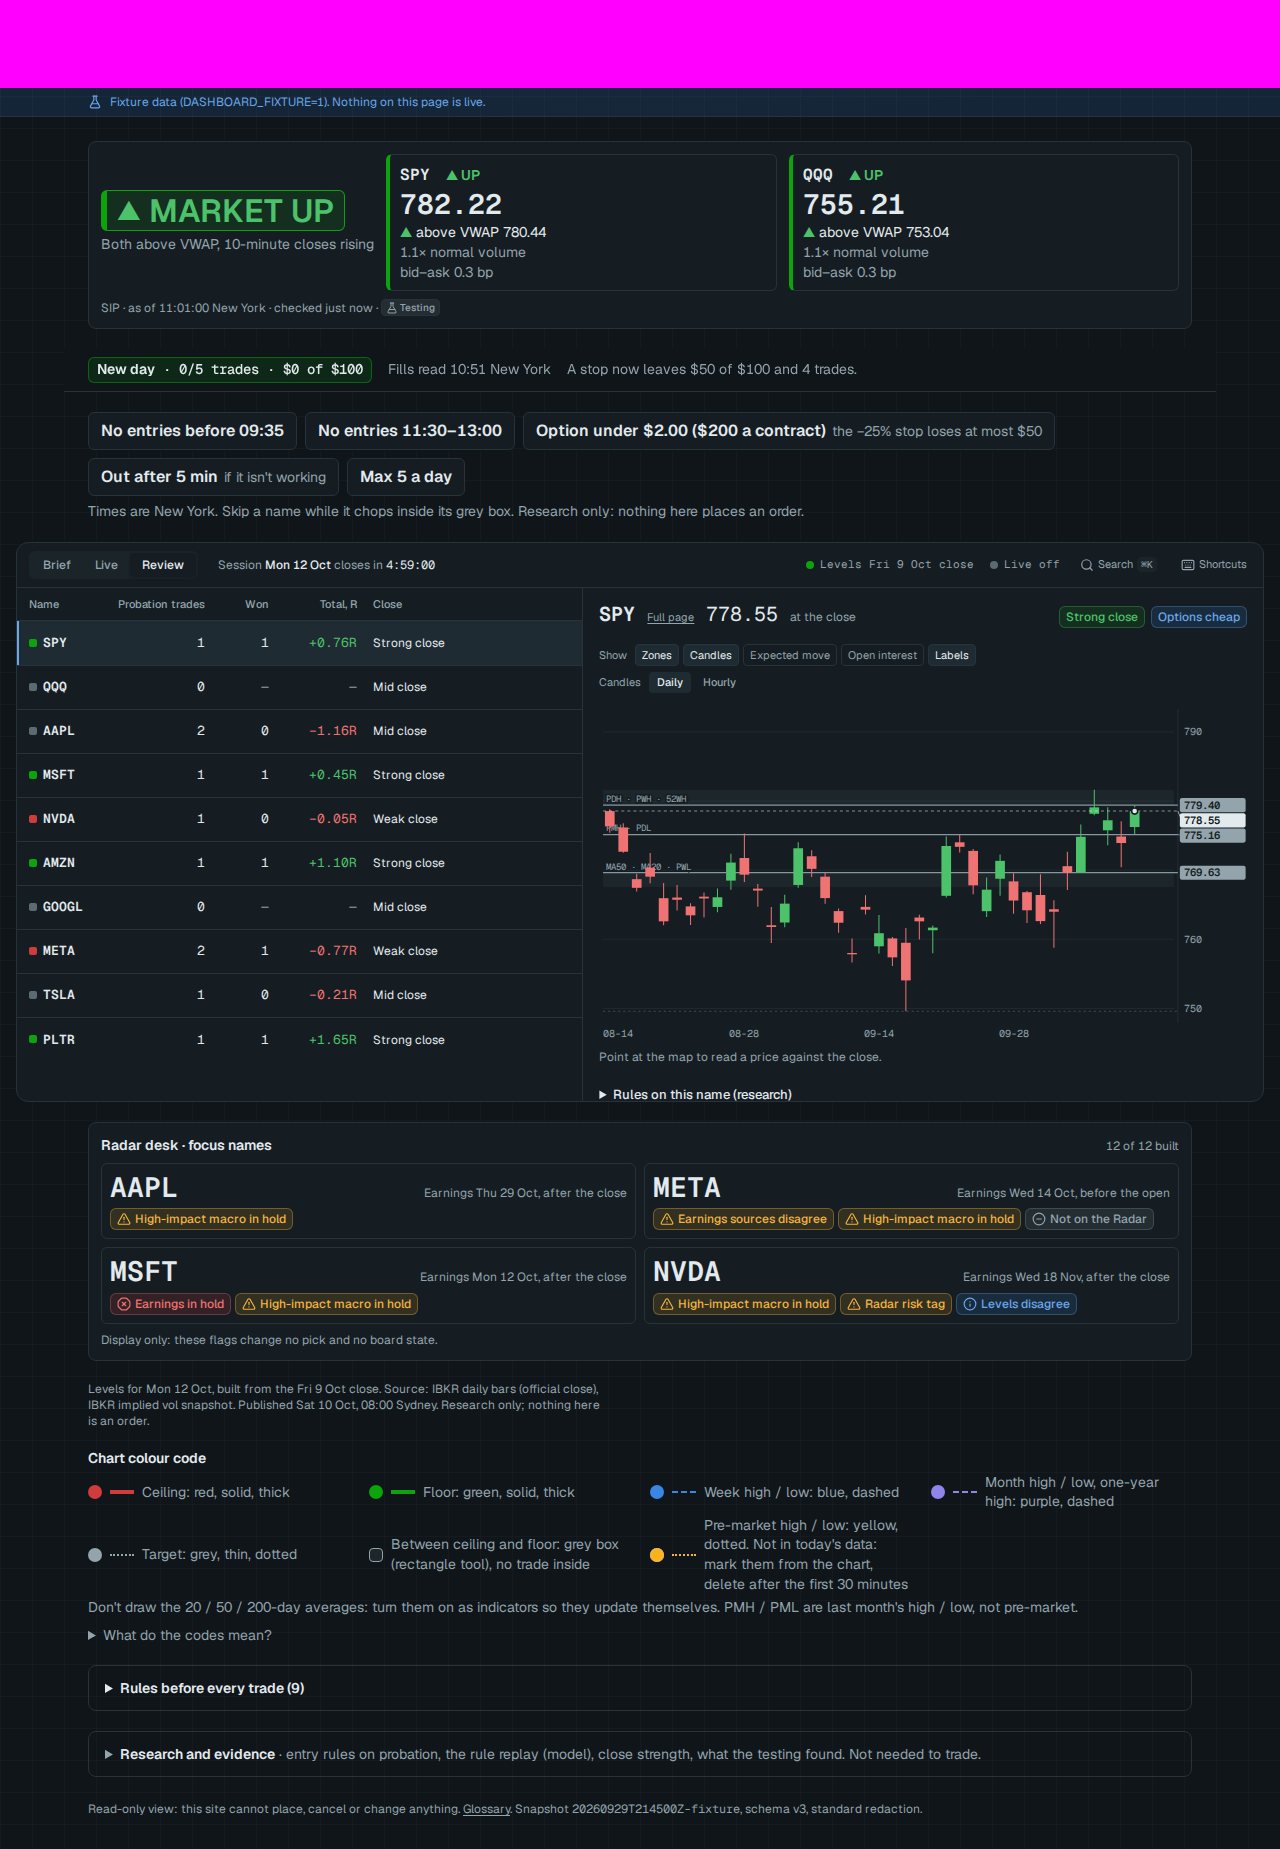 Fixture data (DASHBOARD_FIXTURE=1). Nothing on this page is live.
▲ MARKET UP
Both above VWAP, 10-minute closes rising
SPY ▲ UP
782.22
▲ above VWAP 780.44
1.1× normal volume
bid–ask 0.3 bp
QQQ ▲ UP
755.21
▲ above VWAP 753.04
1.1× normal volume
bid–ask 0.3 bp
SIP · as of 11:01:00 New York · checked just now · Testing
New day · 0/5 trades · $0 of $100 Fills read 10:51 New York A stop now leaves $50 of $100 and 4 trades.
No entries before 09:35 No entries 11:30–13:00 Option under $2.00 ($200 a contract) the −25% stop loses at most $50
Out after 5 min if it isn't working Max 5 a day
Times are New York. Skip a name while it chops inside its grey box. Research only: nothing here places an order.
Brief Live Review Session Mon 12 Oct closes in 4:59:00 Levels Fri 9 Oct close Live off Search ⌘K Shortcuts
Name Probation trades Won Total, R Close
SPY 1 1 +0.76R Strong close
QQQ 0 – – Mid close
AAPL 2 0 −1.16R Mid close
MSFT 1 1 +0.45R Strong close
NVDA 1 0 −0.05R Weak close
AMZN 1 1 +1.10R Strong close
GOOGL 0 – – Mid close
META 2 1 −0.77R Weak close
TSLA 1 0 −0.21R Mid close
PLTR 1 1 +1.65R Strong close
SPY Full page 778.55 at the close Strong close Options cheap
Show Zones Candles Expected move Open interest Labels
Candles Daily Hourly
790
PDH · PWH · 52WH
779.40
778.55
PDL
775.16
MA50 · MA20 · PWL
769.63
760
750
08-14 08-28 09-14 09-28
Point at the map to read a price against the close.
▶ Rules on this name (research)
Radar desk · focus names 12 of 12 built
AAPL Earnings Thu 29 Oct, after the close
High-impact macro in hold
META Earnings Wed 14 Oct, before the open
Earnings sources disagree High-impact macro in hold Not on the Radar
MSFT Earnings Mon 12 Oct, after the close
Earnings in hold High-impact macro in hold
NVDA Earnings Wed 18 Nov, after the close
High-impact macro in hold Radar risk tag Levels disagree
Display only: these flags change no pick and no board state.
Levels for Mon 12 Oct, built from the Fri 9 Oct close. Source: IBKR daily bars (official close),
IBKR implied vol snapshot. Published Sat 10 Oct, 08:00 Sydney. Research only; nothing here
is an order.
Chart colour code
Ceiling: red, solid, thick
Floor: green, solid, thick
Week high / low: blue, dashed
Month high / low, one-year
high: purple, dashed
Target: grey, thin, dotted
Between ceiling and floor: grey box
(rectangle tool), no trade inside
Pre-market high / low: yellow,
dotted. Not in today's data:
mark them from the chart,
delete after the first 30 minutes
Don't draw the 20 / 50 / 200-day averages: turn them on as indicators so they update themselves. PMH / PML are last month's high / low, not pre-market.
▶ What do the codes mean?
▶ Rules before every trade (9)
▶ Research and evidence · entry rules on probation, the rule replay (model), close strength, what the testing found. Not needed to trade.
Read-only view: this site cannot place, cancel or change anything. Glossary. Snapshot 20260929T214500Z-fixture, schema v3, standard redaction.